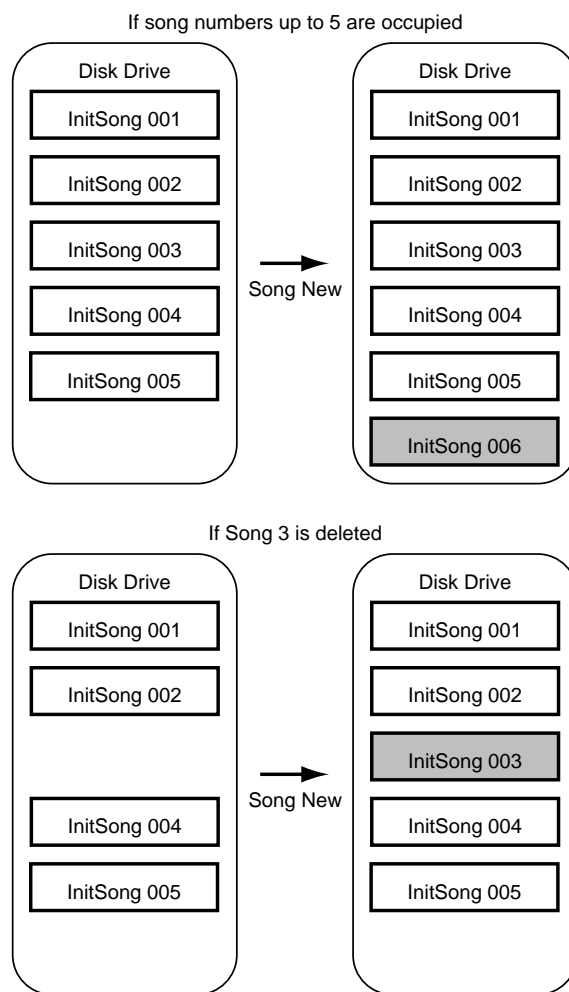 If song numbers up to 5 are occupied
Disk Drive
InitSong 001
InitSong 002
InitSong 003
InitSong 004
InitSong 005
Song New
Disk Drive
InitSong 001
InitSong 002
InitSong 003
InitSong 004
InitSong 005
InitSong 006
If Song 3 is deleted
Disk Drive
InitSong 001
InitSong 002
InitSong 004
InitSong 005
Song New
Disk Drive
InitSong 001
InitSong 002
InitSong 003
InitSong 004
InitSong 005